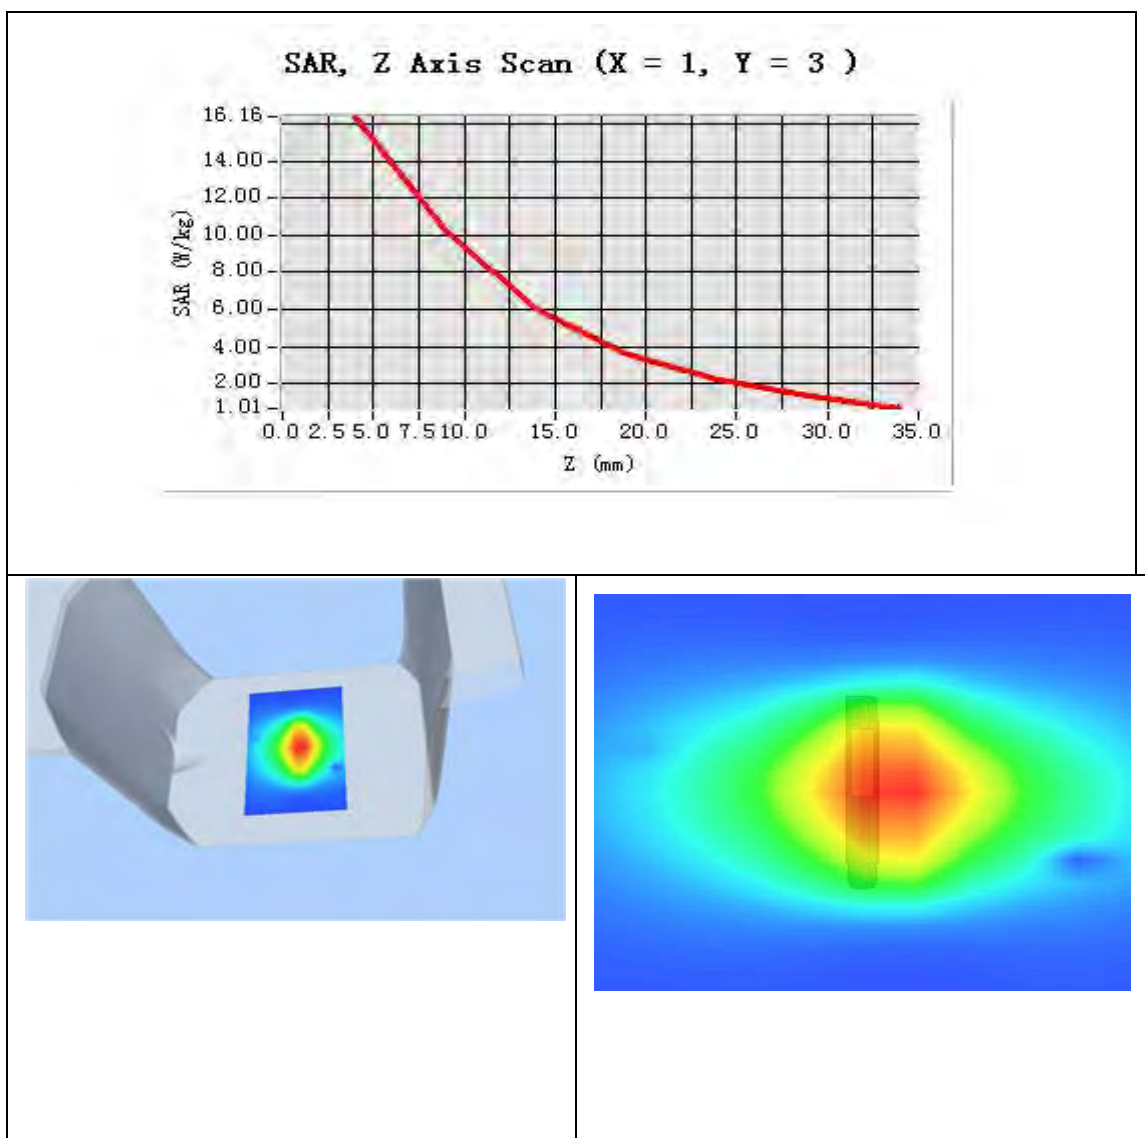 SAR, Z Axis Scan (X = 1, Y = 3 )
16.16
14.00
12.00
10.00
8.00
6.00
4.00
2.00
1.01
SAR (W/kg)
0.0 2.5 5.0 7.5 10.0 15.0 20.0 25.0 30.0 35.0
Z (mm)